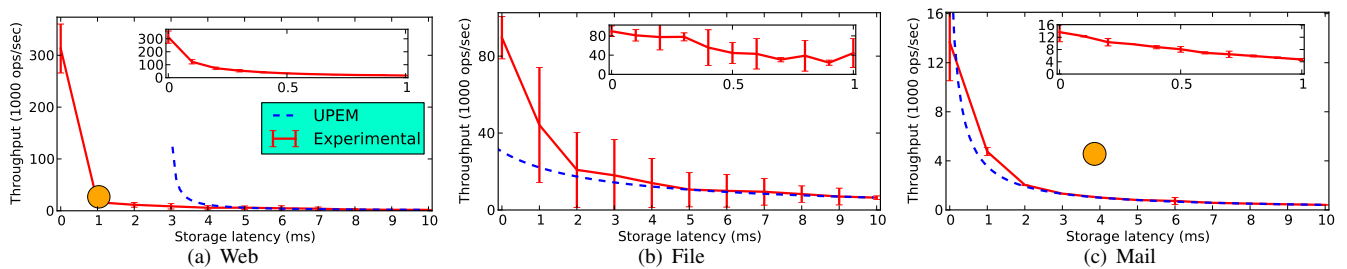 Throughput (1000 ops/sec)
300
200
100
0
300
200
100
0
0 0.5 1
UPEM
Experimental
0 1 2 3 4 5 6 7 8 9 10
Storage latency (ms)
(a) Web
Throughput (1000 ops/sec)
80
40
0
80
40
0
0 0.5 1
0 1 2 3 4 5 6 7 8 9 10
Storage latency (ms)
(b) File
Throughput (1000 ops/sec)
16
12
8
4
0
16
12
8
4
0
0 0.5 1
0 1 2 3 4 5 6 7 8 9 10
Storage latency (ms)
(c) Mail